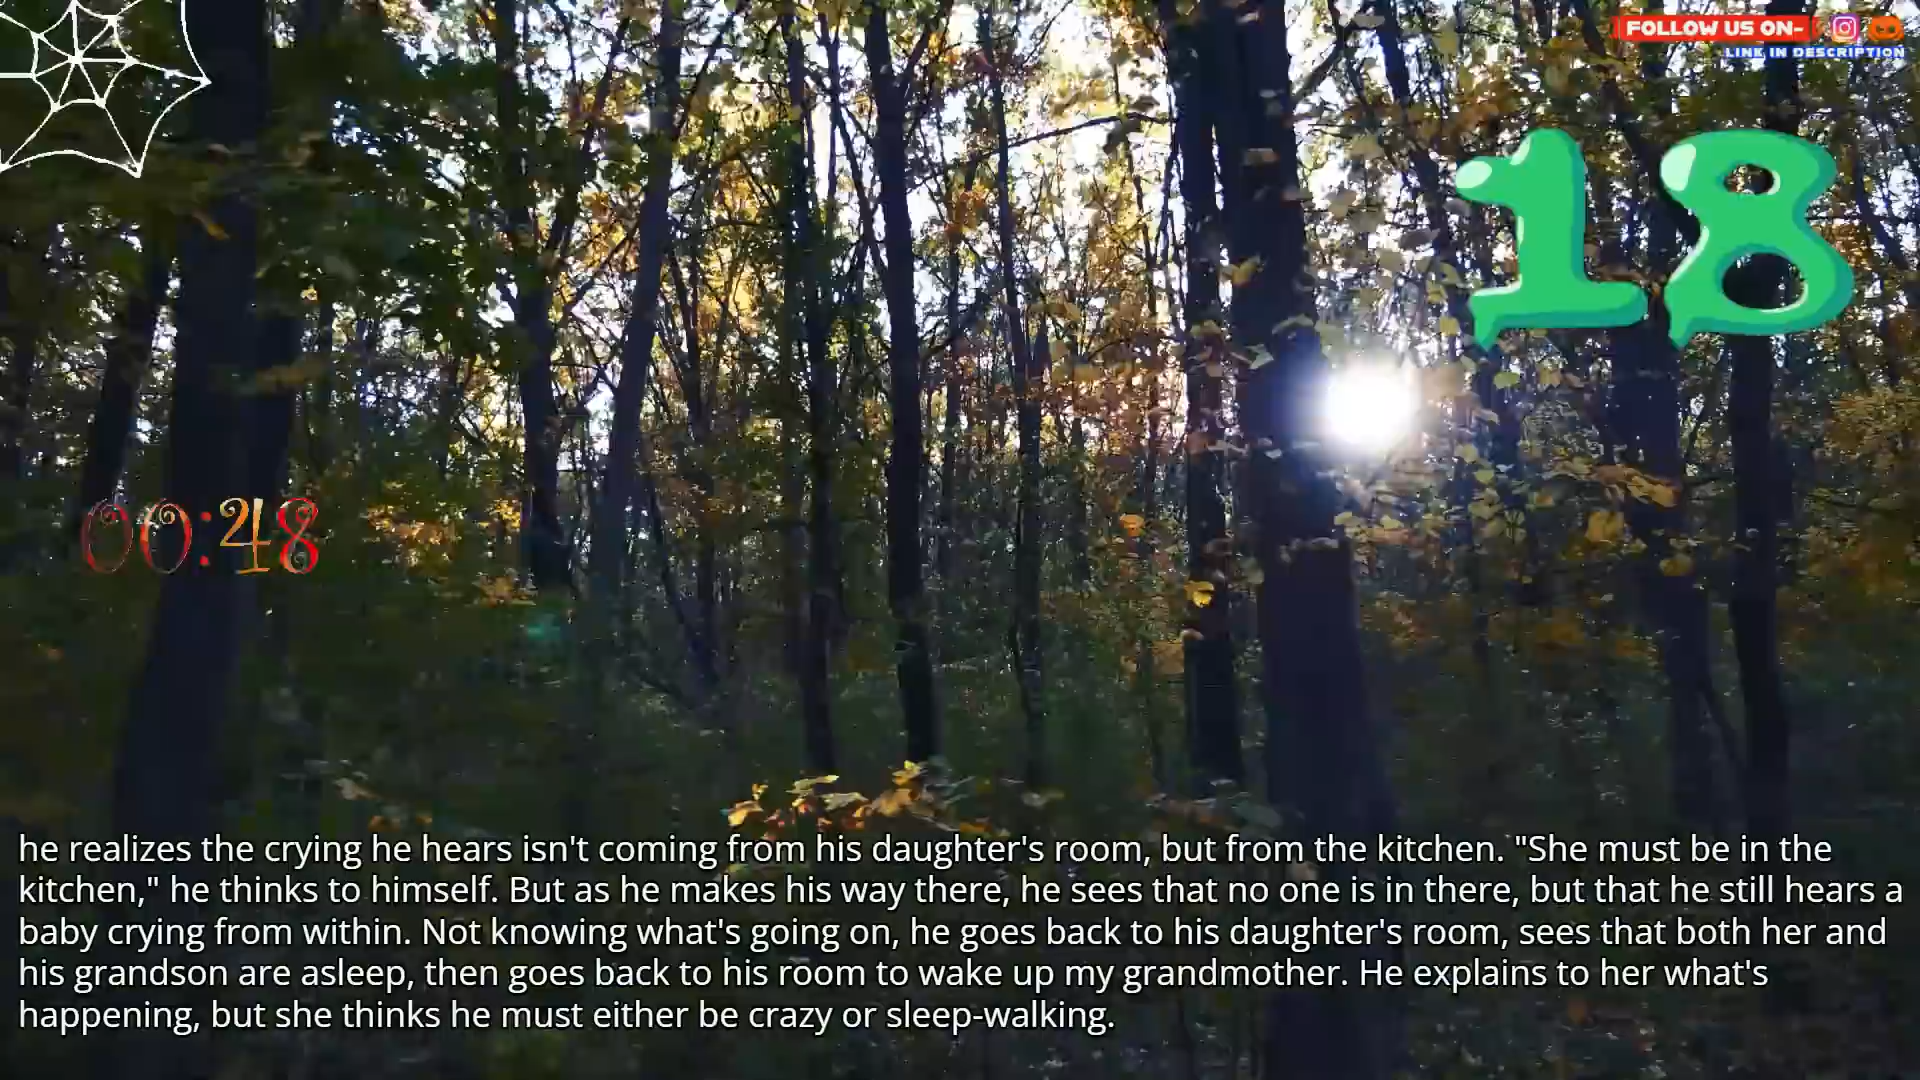 FOLLOW US ON-
LINK IN DESCRIPTION
18
00:48
he realizes the crying he hears isn't coming from his daughter's room, but from the kitchen. "She must be in the
kitchen," he thinks to himself. But as he makes his way there, he sees that no one is in there, but that he still hears a
baby crying from within. Not knowing what's going on, he goes back to his daughter's room, sees that both her and
his grandson are asleep, then goes back to his room to wake up my grandmother. He explains to her what's
happening, but she thinks he must either be crazy or sleep-walking.